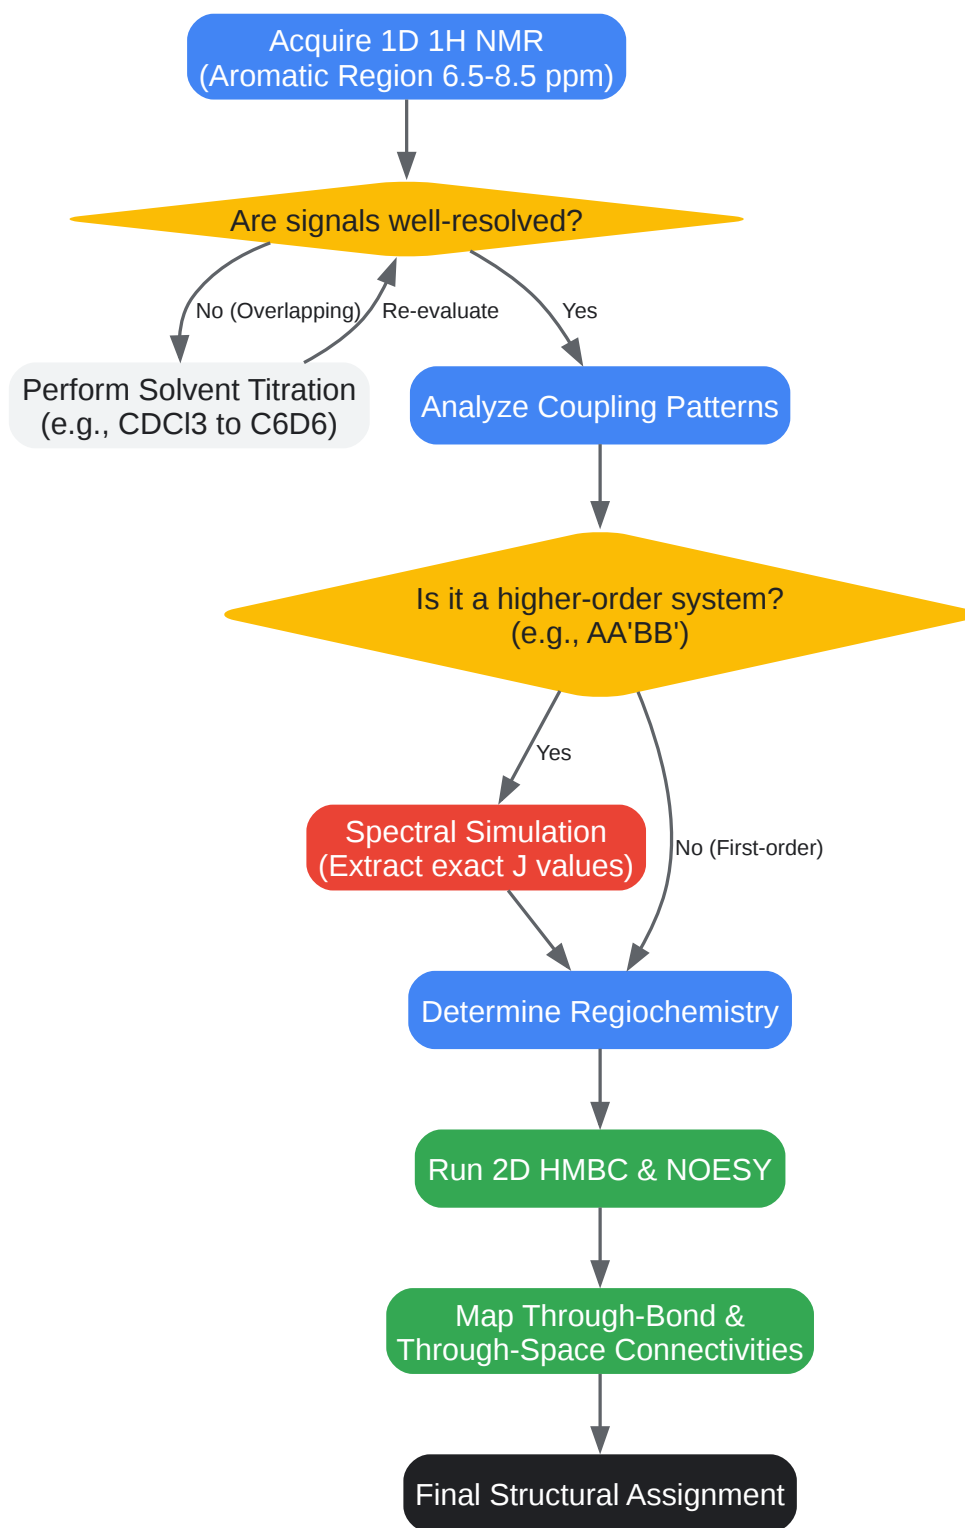 Acquire 1D 1H NMR
(Aromatic Region 6.5-8.5 ppm)
Are signals well-resolved?
No (Overlapping)
Re-evaluate
Yes
Perform Solvent Titration
(e.g., CDCl3 to C6D6)
Analyze Coupling Patterns
Is it a higher-order system?
(e.g., AA'BB')
Yes
Spectral Simulation
(Extract exact J values)
No (First-order)
Determine Regiochemistry
Run 2D HMBC & NOESY
Map Through-Bond &
Through-Space Connectivities
Final Structural Assignment